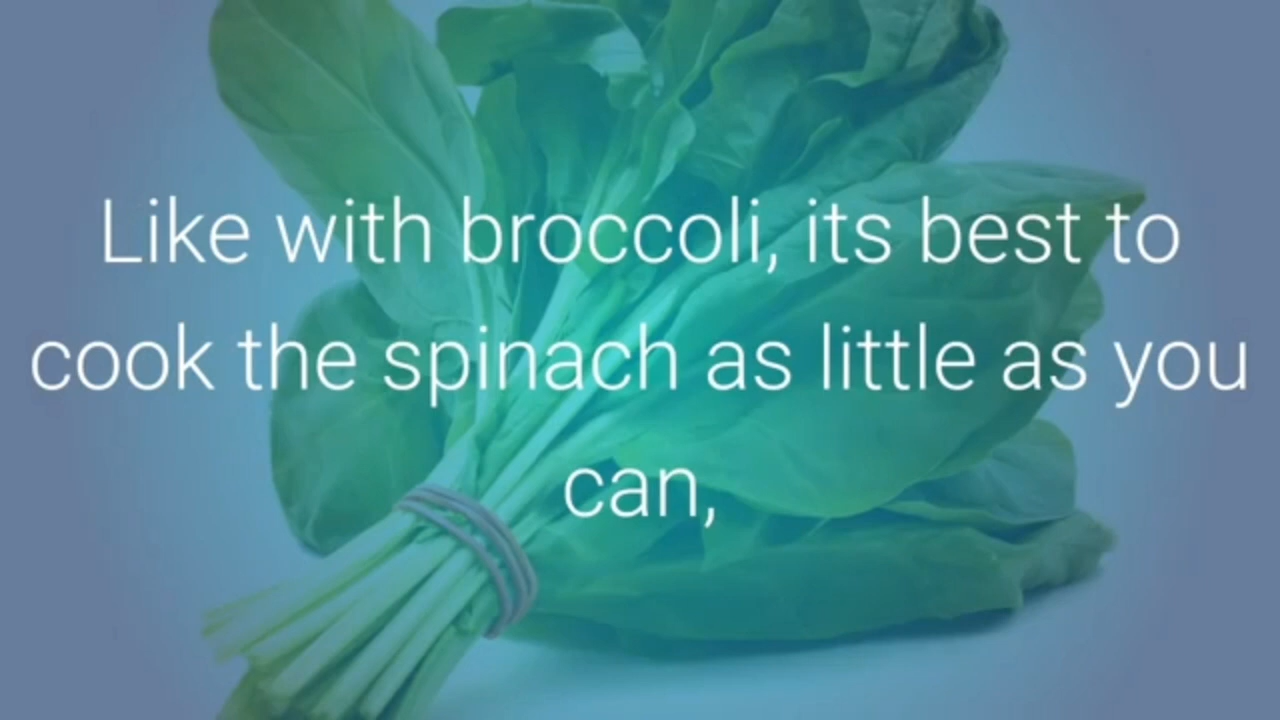 Like with broccoli, its best to
cook the spinach as little as you
can,